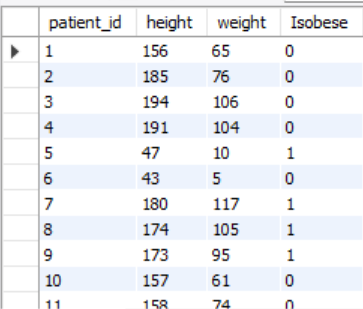 patient_id height weight Isobese
1 156 65 0
2 185 76 0
3 194 106 0
4 191 104 0
5 47 10 1
6 43 5 0
7 180 117 1
8 174 105 1
9 173 95 1
10 157 61 0
11 158 74 0